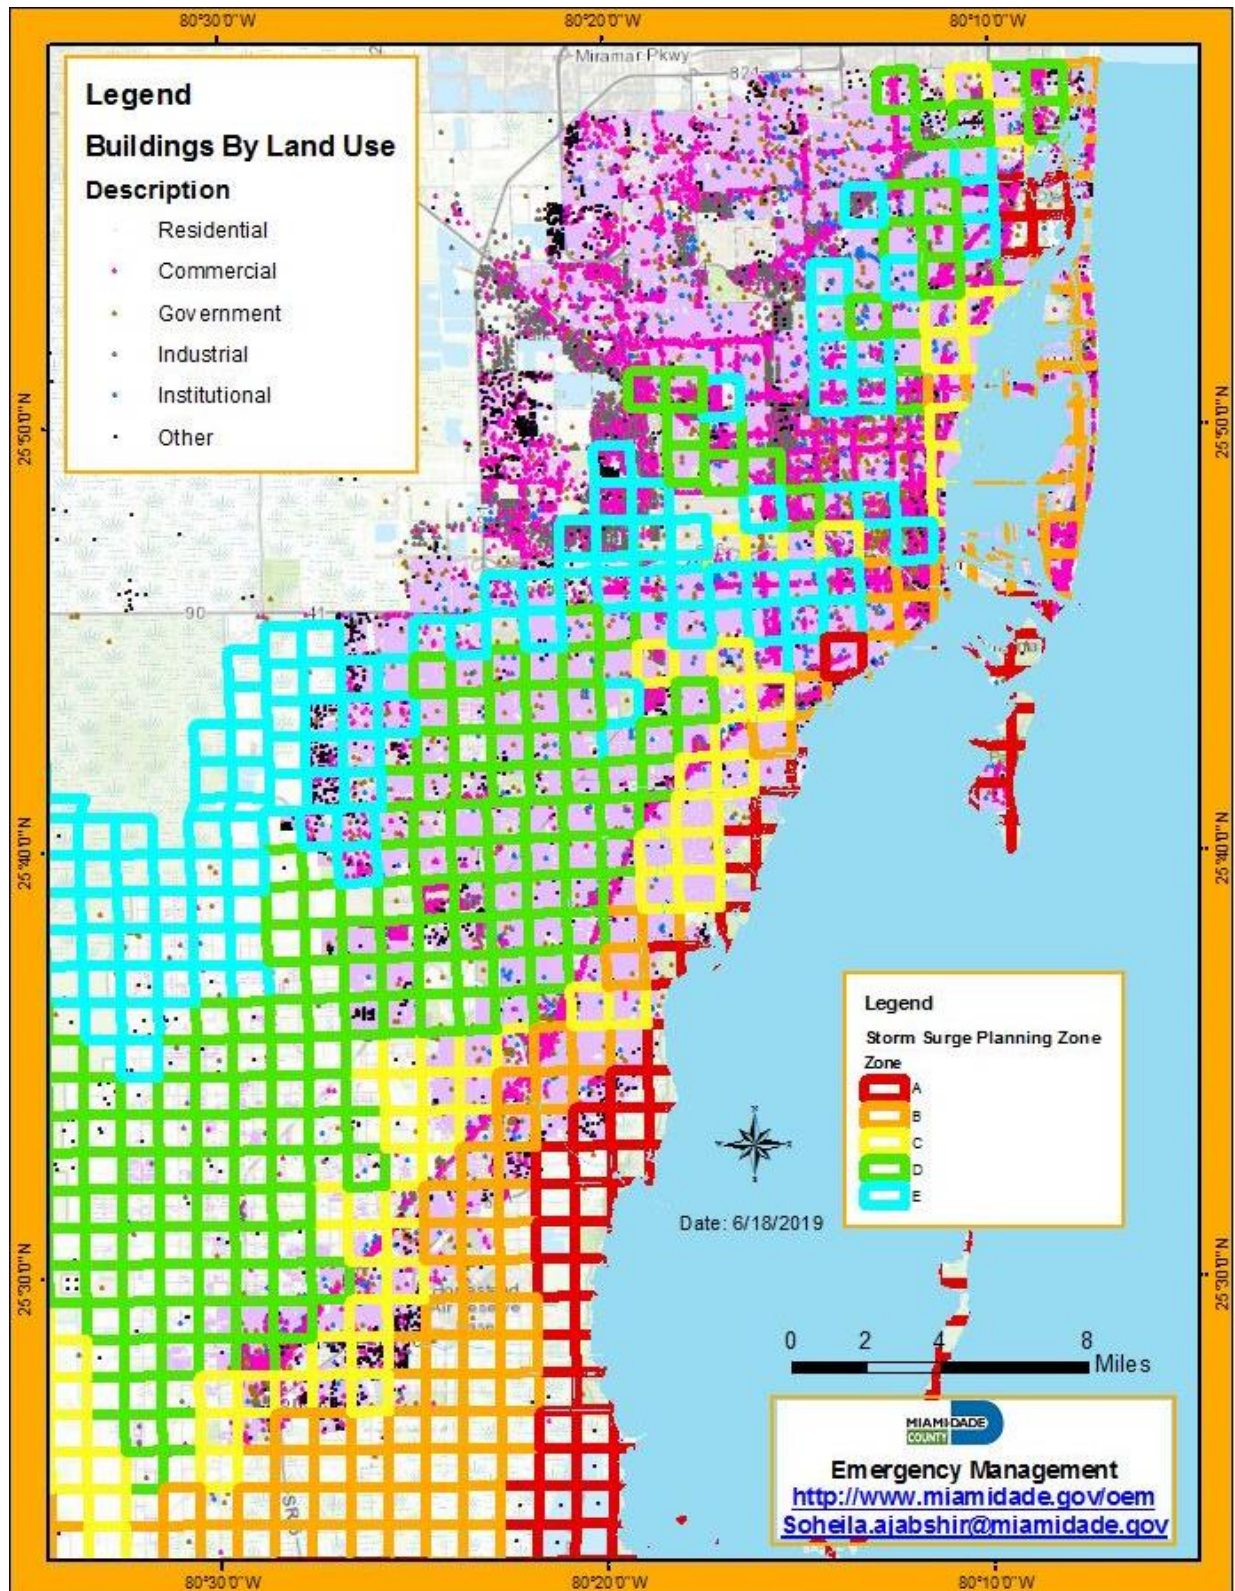 80°30'0"W 80°20'0"W 80°10'0"W
Miramar Pkwy
821
Legend
Buildings By Land Use
Description
Residential
Commercial
Government
Industrial
Institutional
Other
25°50'0"N
25°50'0"N
90
41
25°40'0"N
25°40'0"N
Legend
Storm Surge Planning Zone
Zone
A
B
C
D
E
Date: 6/18/2019
25°30'0"N
25°30'0"N
Homestead
Air Reserve
0 2 4 8
Miles
MIAMI-DADE
COUNTY
Emergency Management
http://www.miamidade.gov/oem
Soheila.ajabshir@miamidade.gov
80°30'0"W 80°20'0"W 80°10'0"W